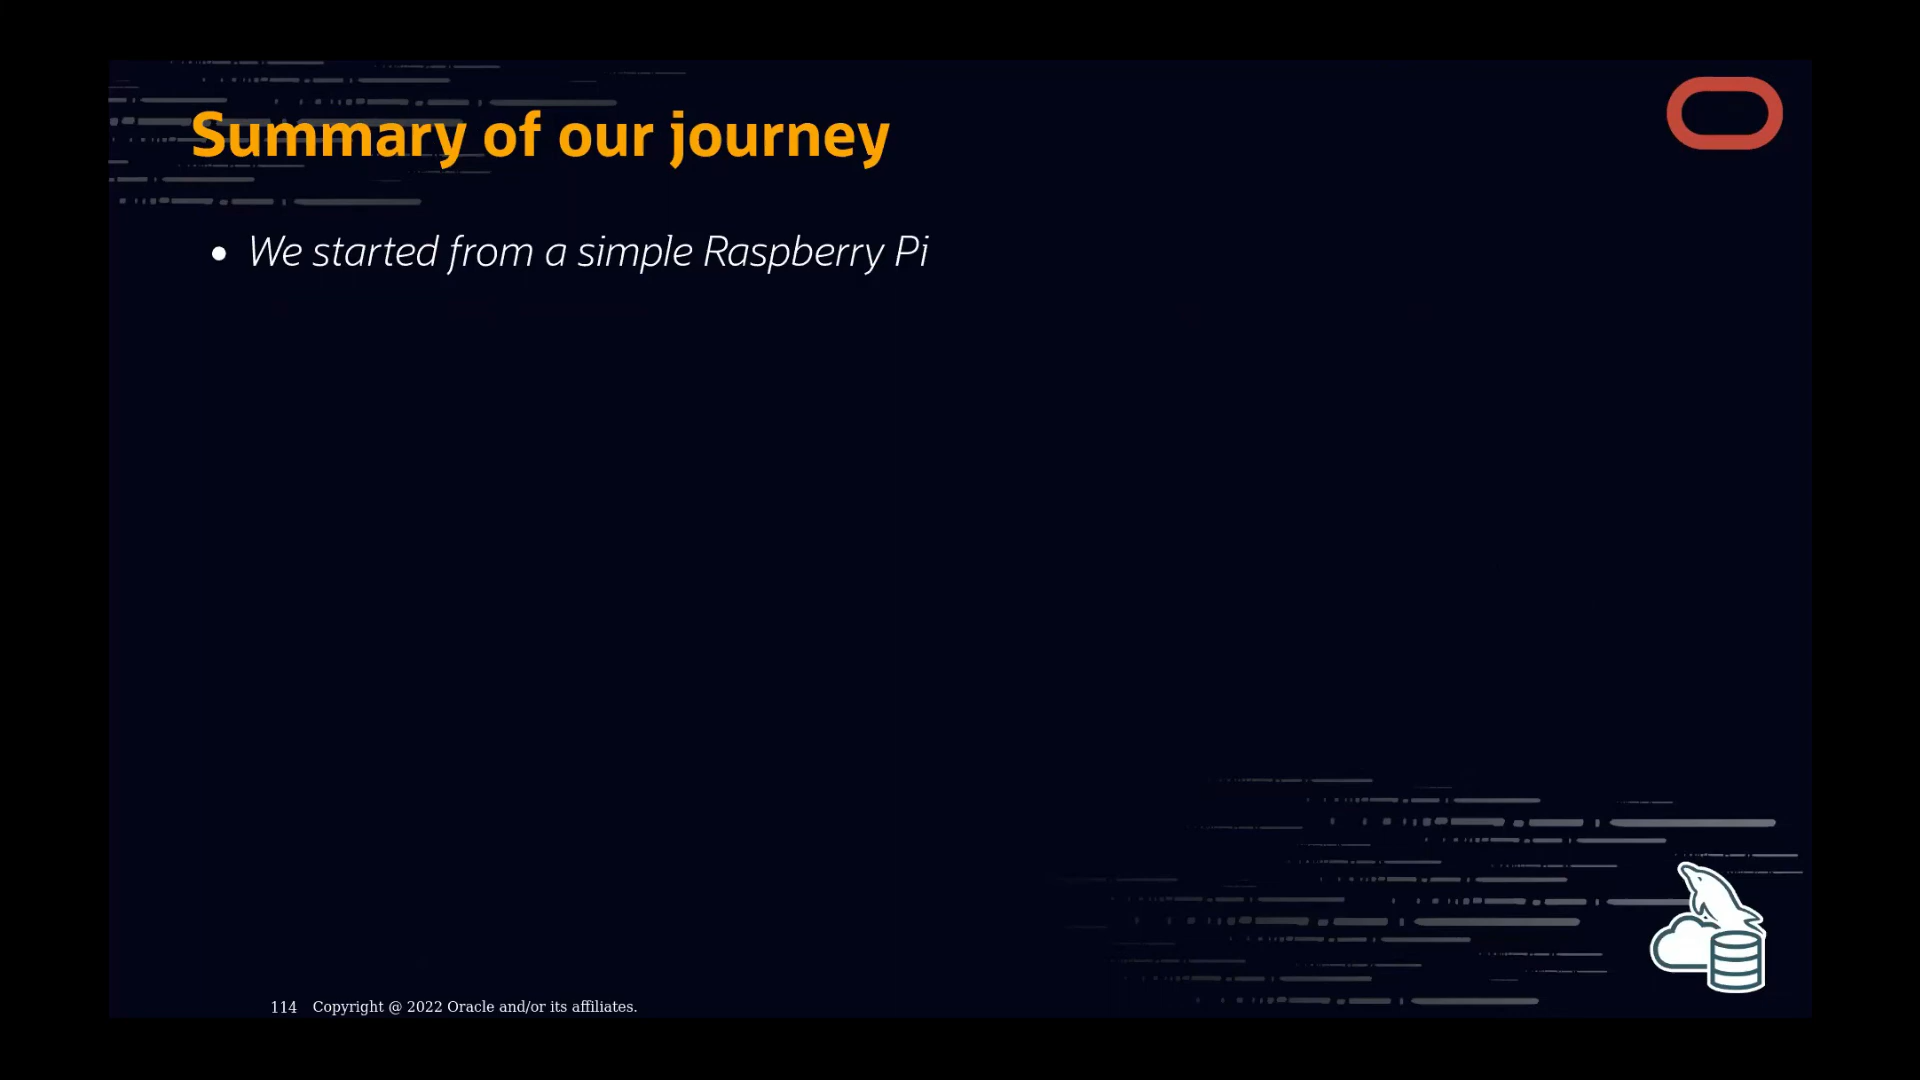 Summary of our journey
• We started from a simple Raspberry Pi
114 Copyright @ 2022 Oracle and/or its affiliates.